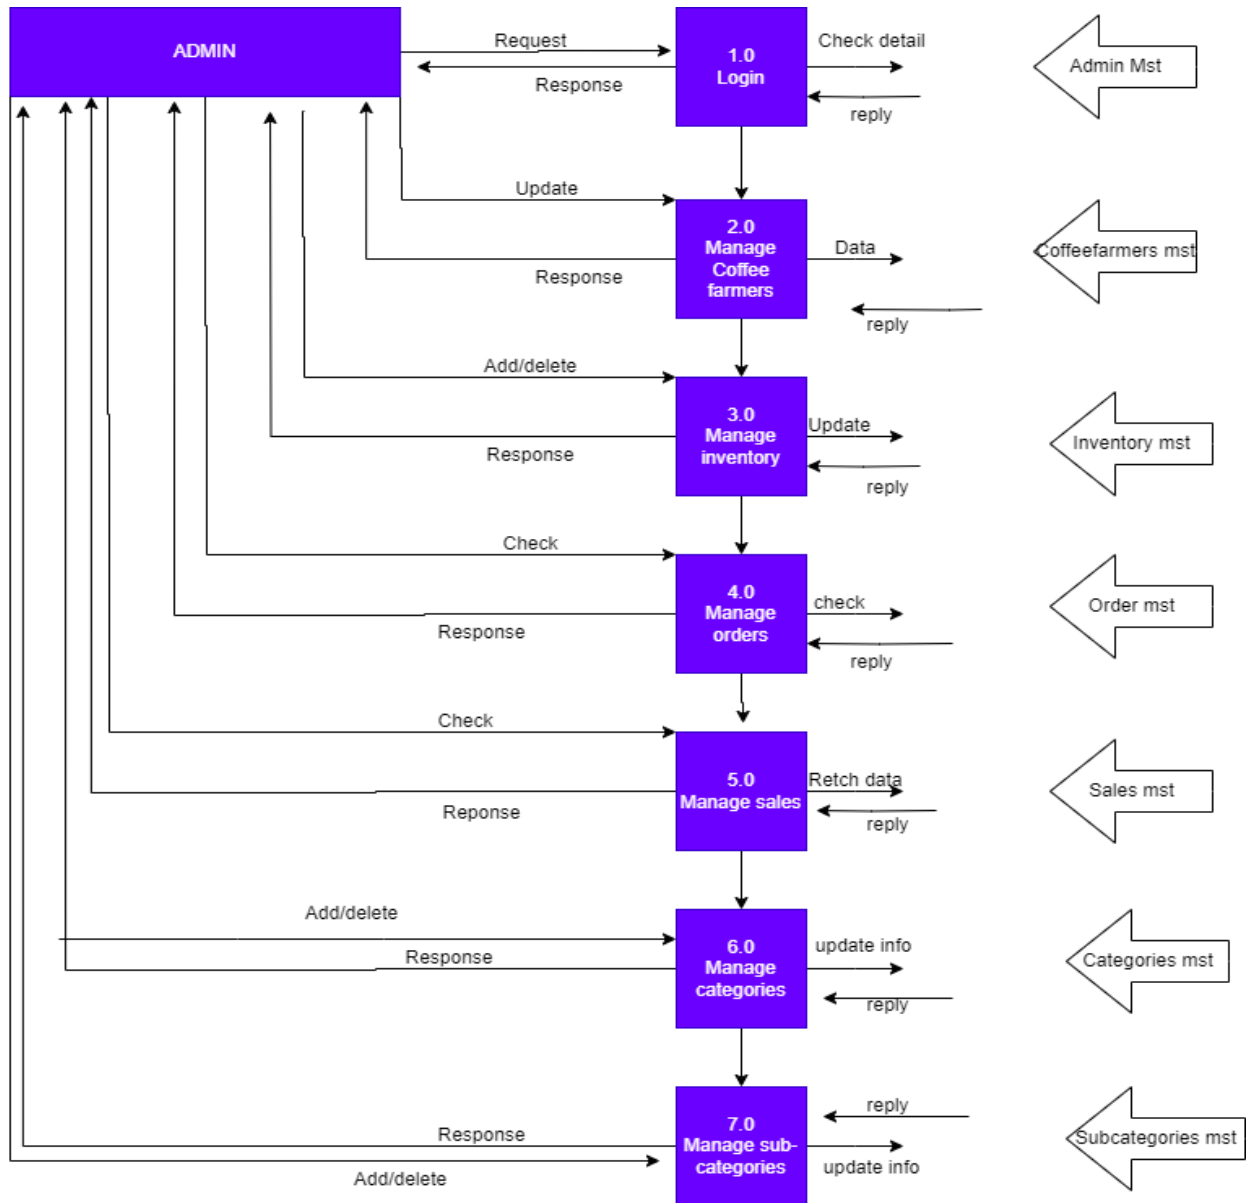 ADMIN
Request
Response
1.0
Login
Check detail
reply
Admin Mst
Update
Response
2.0
Manage
Coffee
farmers
Data
reply
Coffeefarmers mst
Add/delete
Response
3.0
Manage
inventory
Update
reply
Inventory mst
Check
Response
4.0
Manage
orders
check
reply
Order mst
Check
Reponse
5.0
Manage sales
Retch data
reply
Sales mst
Add/delete
Response
6.0
Manage
categories
update info
reply
Categories mst
Response
Add/delete
7.0
Manage sub-
categories
reply
update info
Subcategories mst